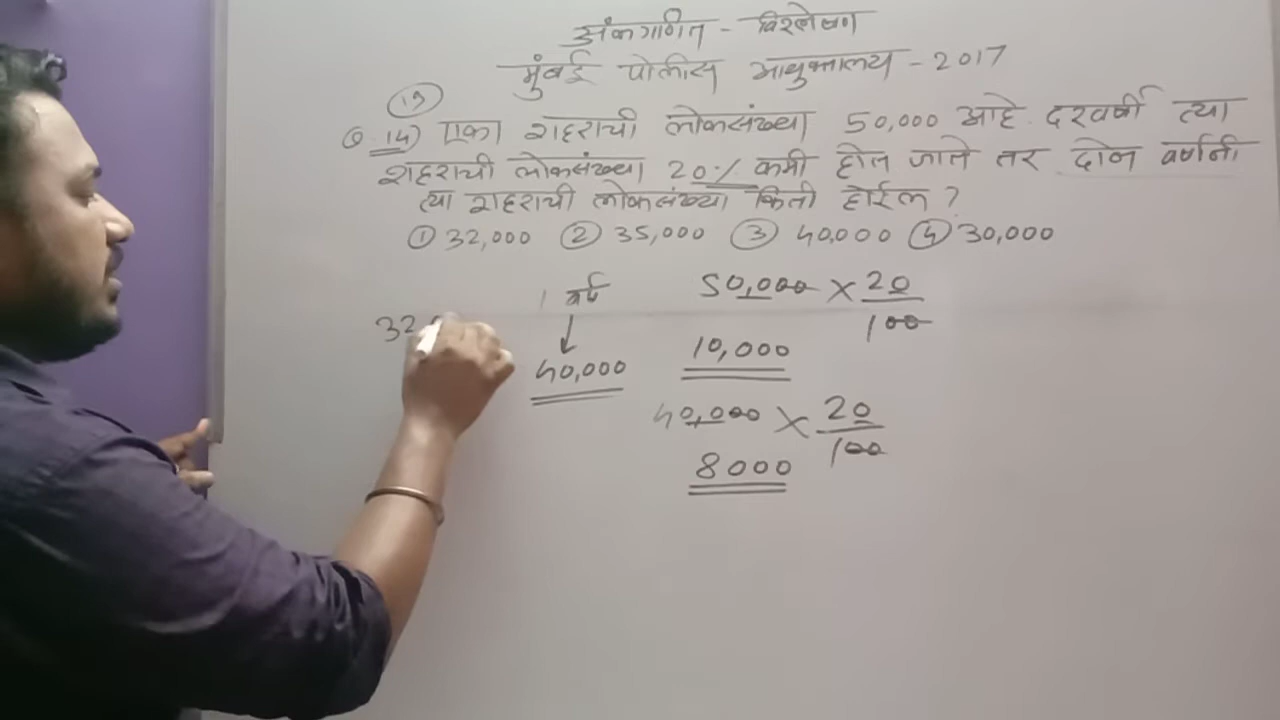 अंकगणित - विश्लेषण
मुंबई पोलीस आयुक्तालय - 2017
13
Q.14) एका शहराची लोकसंख्या 50,000 आहे. दरवर्षी त्या
शहराची लोकसंख्या 20% कमी होत जाते तर दोन वर्षानी
त्या शहराची लोकसंख्या किती होईल ?
① 32,000 ② 35,000 ③ 40,000 ④ 30,000
1 वर्ष
50,000 × 20/100
32
40,000
10,000
40,000 × 20/100
8000